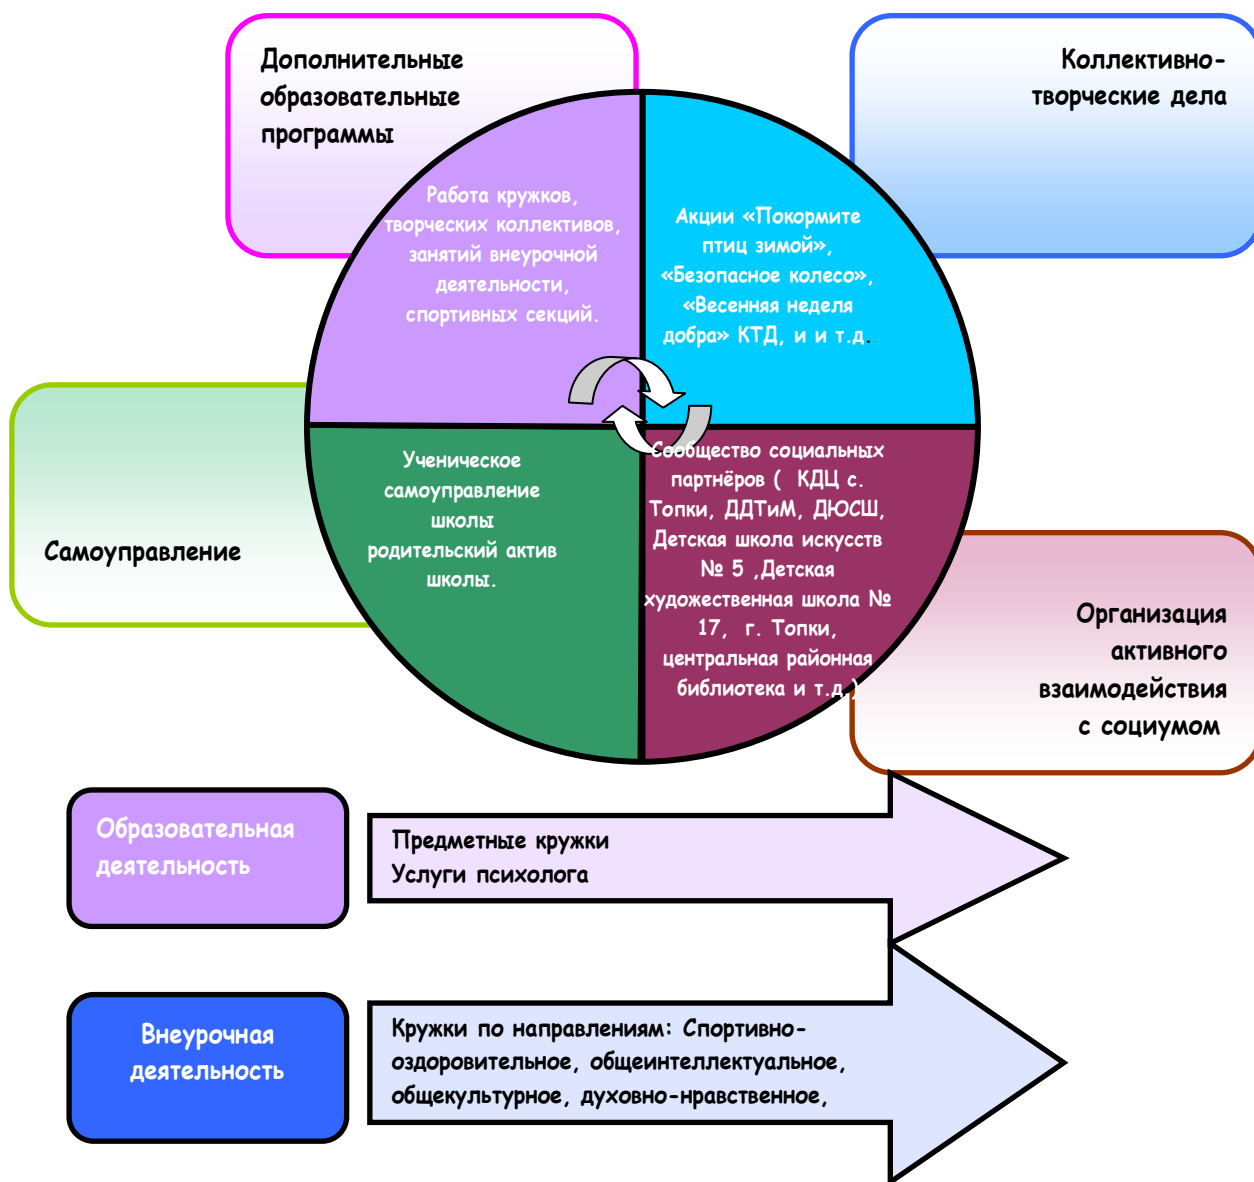 Дополнительные
образовательные
программы
Коллективно-
творческие дела
Работа кружков,
творческих коллективов,
занятий внеурочной
деятельности,
спортивных секций.
Акции «Покормите
птиц зимой»,
«Безопасное колесо»,
«Весенняя неделя
добра» КТД, и и т.д.
Самоуправление
Ученическое
самоуправление
школы
родительский актив
школы.
Сообщество социальных
партнёров ( КДЦ с.
Топки, ДДТиМ, ДЮСШ,
Детская школа искусств
№ 5 ,Детская
художественная школа №
17, г. Топки,
центральная районная
библиотека и т.д.)
Организация
активного
взаимодействия
с социумом
Образовательная
деятельность
Предметные кружки
Услуги психолога
Внеурочная
деятельность
Кружки по направлениям: Спортивно-
оздоровительное, общеинтеллектуальное,
общекультурное, духовно-нравственное,